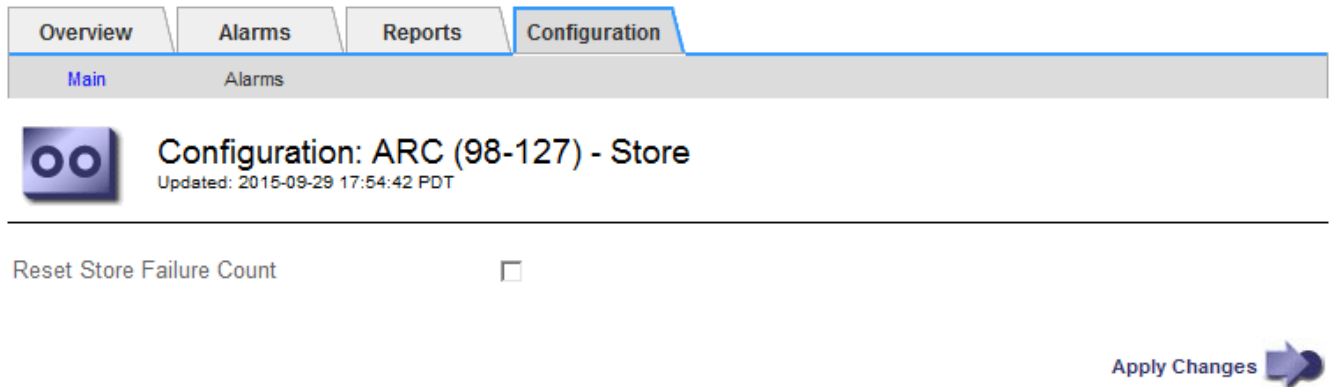 Overview Alarms Reports Configuration
Main Alarms
Configuration: ARC (98-127) - Store
Updated: 2015-09-29 17:54:42 PDT
Reset Store Failure Count
Apply Changes